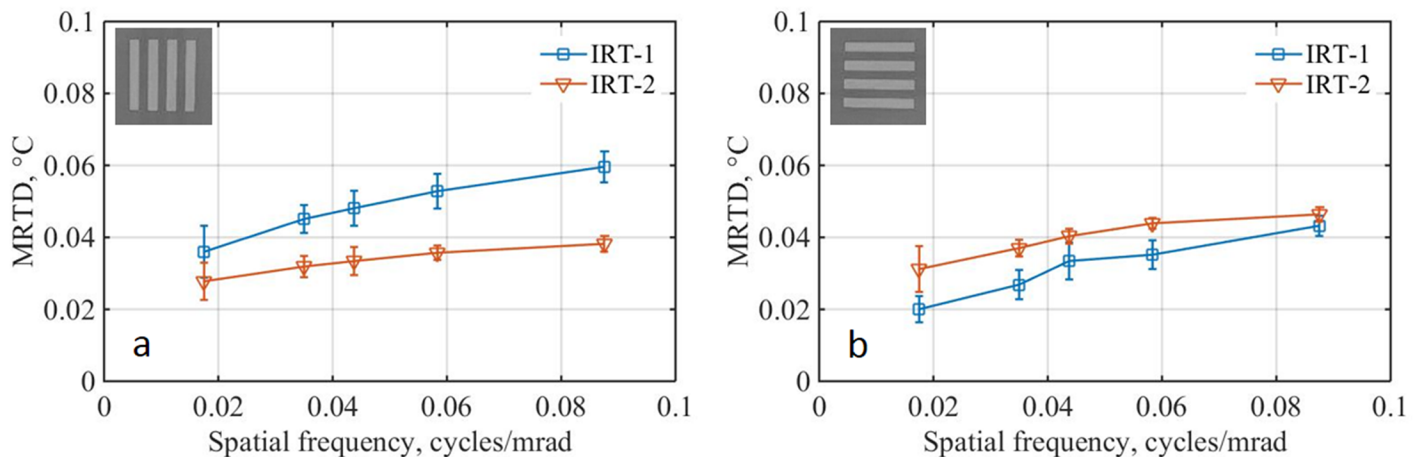 0.1
0.08
0.06
0.04
0.02
0
MRTD, °C
IRT-1
IRT-2
a
0 0.02 0.04 0.06 0.08 0.1
Spatial frequency, cycles/mrad
0.1
0.08
0.06
0.04
0.02
0
MRTD, °C
IRT-1
IRT-2
b
0 0.02 0.04 0.06 0.08 0.1
Spatial frequency, cycles/mrad